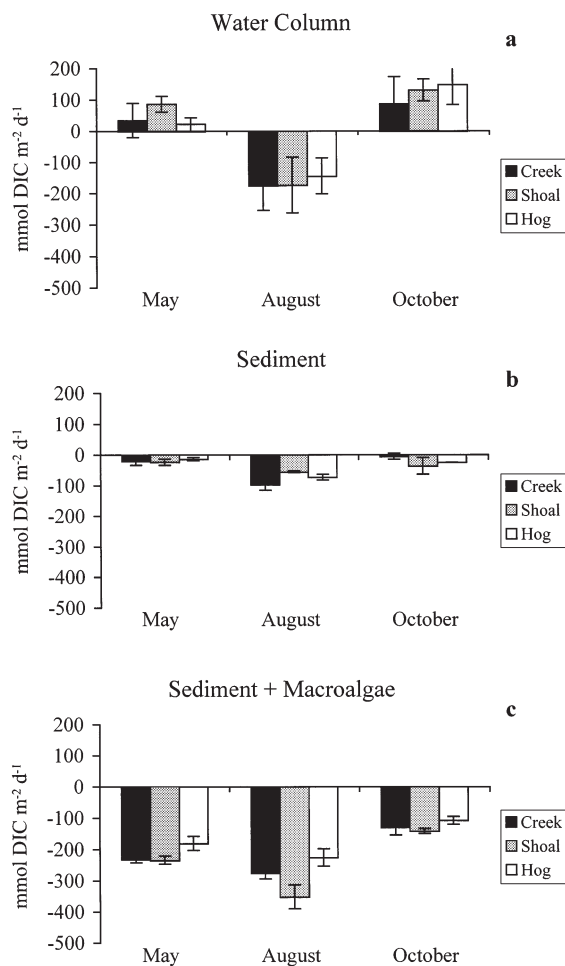 Water Column
a
mmol DIC m-2 d-1
200
100
0
-100
-200
-300
-400
-500
May August October
Creek
Shoal
Hog
Sediment
b
mmol DIC m-2 d-1
200
100
0
-100
-200
-300
-400
-500
May August October
Creek
Shoal
Hog
Sediment + Macroalgae
c
mmol DIC m-2 d-1
200
100
0
-100
-200
-300
-400
-500
May August October
Creek
Shoal
Hog